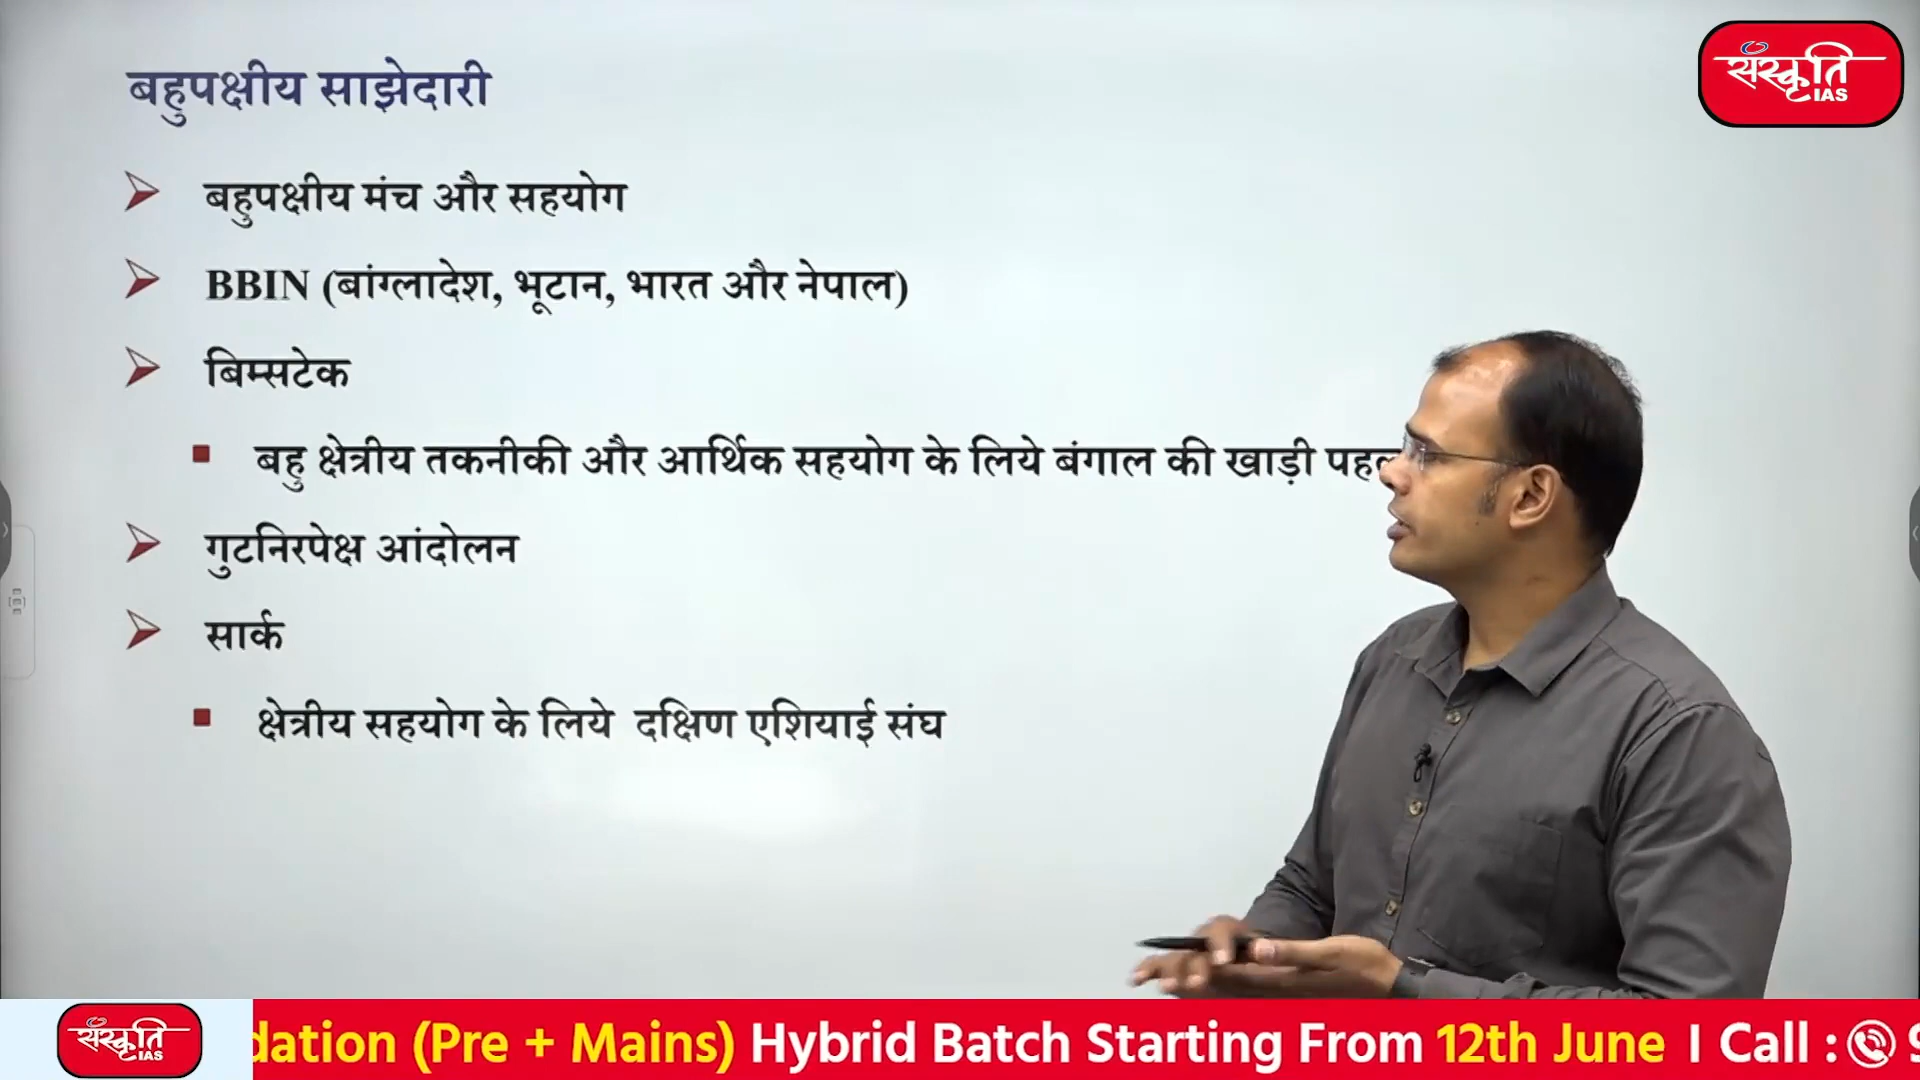 बहुपक्षीय साझेदारी
संस्कृति
IAS
बहुपक्षीय मंच और सहयोग
BBIN (बांग्लादेश, भूटान, भारत और नेपाल)
बिम्सटेक
बहु क्षेत्रीय तकनीकी और आर्थिक सहयोग के लिये बंगाल की खाड़ी
गुटनिरपेक्ष आंदोलन
सार्क
क्षेत्रीय सहयोग के लिये दक्षिण एशियाई संघ
संस्कृति
IAS
(Pre + Mains) Hybrid Batch Starting From 12th June I Call :